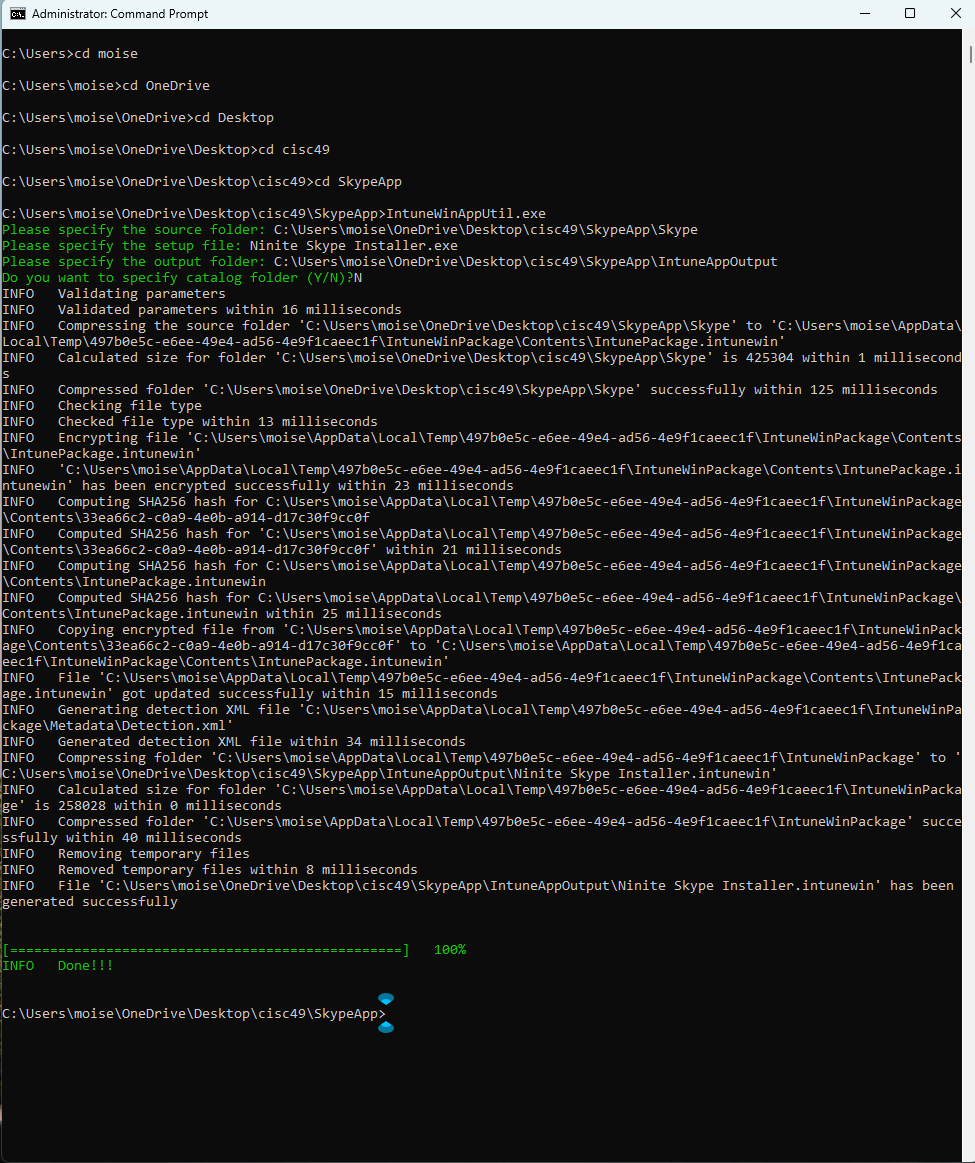 Administrator: Command Prompt
C:\Users>cd moise
C:\Users\moise>cd OneDrive
C:\Users\moise\OneDrive>cd Desktop
C:\Users\moise\OneDrive\Desktop>cd cisc49
C:\Users\moise\OneDrive\Desktop\cisc49>cd SkypeApp
C:\Users\moise\OneDrive\Desktop\cisc49\SkypeApp>IntuneWinAppUtil.exe
Please specify the source folder: C:\Users\moise\OneDrive\Desktop\cisc49\SkypeApp\Skype
Please specify the setup file: Ninite Skype Installer.exe
Please specify the output folder: C:\Users\moise\OneDrive\Desktop\cisc49\SkypeApp\IntuneAppOutput
Do you want to specify catalog folder (Y/N)?N
INFO   Validating parameters
INFO   Validated parameters within 16 milliseconds
INFO   Compressing the source folder 'C:\Users\moise\OneDrive\Desktop\cisc49\SkypeApp\Skype' to 'C:\Users\moise\AppData\
Local\Temp\497b0e5c-e6ee-49e4-ad56-4e9f1caeec1f\IntuneWinPackage\Contents\IntunePackage.intunewin'
INFO   Calculated size for folder 'C:\Users\moise\OneDrive\Desktop\cisc49\SkypeApp\Skype' is 425304 within 1 millisecond
s
INFO   Compressed folder 'C:\Users\moise\OneDrive\Desktop\cisc49\SkypeApp\Skype' successfully within 125 milliseconds
INFO   Checking file type
INFO   Checked file type within 13 milliseconds
INFO   Encrypting file 'C:\Users\moise\AppData\Local\Temp\497b0e5c-e6ee-49e4-ad56-4e9f1caeec1f\IntuneWinPackage\Contents
\IntunePackage.intunewin'
INFO   'C:\Users\moise\AppData\Local\Temp\497b0e5c-e6ee-49e4-ad56-4e9f1caeec1f\IntuneWinPackage\Contents\IntunePackage.i
ntunewin' has been encrypted successfully within 23 milliseconds
INFO   Computing SHA256 hash for C:\Users\moise\AppData\Local\Temp\497b0e5c-e6ee-49e4-ad56-4e9f1caeec1f\IntuneWinPackage
\Contents\33ea66c2-c0a9-4e0b-a914-d17c30f9cc0f
INFO   Computed SHA256 hash for 'C:\Users\moise\AppData\Local\Temp\497b0e5c-e6ee-49e4-ad56-4e9f1caeec1f\IntuneWinPackage
\Contents\33ea66c2-c0a9-4e0b-a914-d17c30f9cc0f' within 21 milliseconds
INFO   Computing SHA256 hash for C:\Users\moise\AppData\Local\Temp\497b0e5c-e6ee-49e4-ad56-4e9f1caeec1f\IntuneWinPackage
\Contents\IntunePackage.intunewin
INFO   Computed SHA256 hash for C:\Users\moise\AppData\Local\Temp\497b0e5c-e6ee-49e4-ad56-4e9f1caeec1f\IntuneWinPackage\
Contents\IntunePackage.intunewin within 25 milliseconds
INFO   Copying encrypted file from 'C:\Users\moise\AppData\Local\Temp\497b0e5c-e6ee-49e4-ad56-4e9f1caeec1f\IntuneWinPack
age\Contents\33ea66c2-c0a9-4e0b-a914-d17c30f9cc0f' to 'C:\Users\moise\AppData\Local\Temp\497b0e5c-e6ee-49e4-ad56-4e9f1ca
eec1f\IntuneWinPackage\Contents\IntunePackage.intunewin'
INFO   File 'C:\Users\moise\AppData\Local\Temp\497b0e5c-e6ee-49e4-ad56-4e9f1caeec1f\IntuneWinPackage\Contents\IntunePack
age.intunewin' got updated successfully within 15 milliseconds
INFO   Generating detection XML file 'C:\Users\moise\AppData\Local\Temp\497b0e5c-e6ee-49e4-ad56-4e9f1caeec1f\IntuneWinPa
ckage\Metadata\Detection.xml'
INFO   Generated detection XML file within 34 milliseconds
INFO   Compressing folder 'C:\Users\moise\AppData\Local\Temp\497b0e5c-e6ee-49e4-ad56-4e9f1caeec1f\IntuneWinPackage' to '
C:\Users\moise\OneDrive\Desktop\cisc49\SkypeApp\IntuneAppOutput\Ninite Skype Installer.intunewin'
INFO   Calculated size for folder 'C:\Users\moise\AppData\Local\Temp\497b0e5c-e6ee-49e4-ad56-4e9f1caeec1f\IntuneWinPacka
ge' is 258028 within 0 milliseconds
INFO   Compressed folder 'C:\Users\moise\AppData\Local\Temp\497b0e5c-e6ee-49e4-ad56-4e9f1caeec1f\IntuneWinPackage' succe
ssfully within 40 milliseconds
INFO   Removing temporary files
INFO   Removed temporary files within 8 milliseconds
INFO   File 'C:\Users\moise\OneDrive\Desktop\cisc49\SkypeApp\IntuneAppOutput\Ninite Skype Installer.intunewin' has been
generated successfully
[=================================================]   100%
INFO   Done!!!
C:\Users\moise\OneDrive\Desktop\cisc49\SkypeApp>